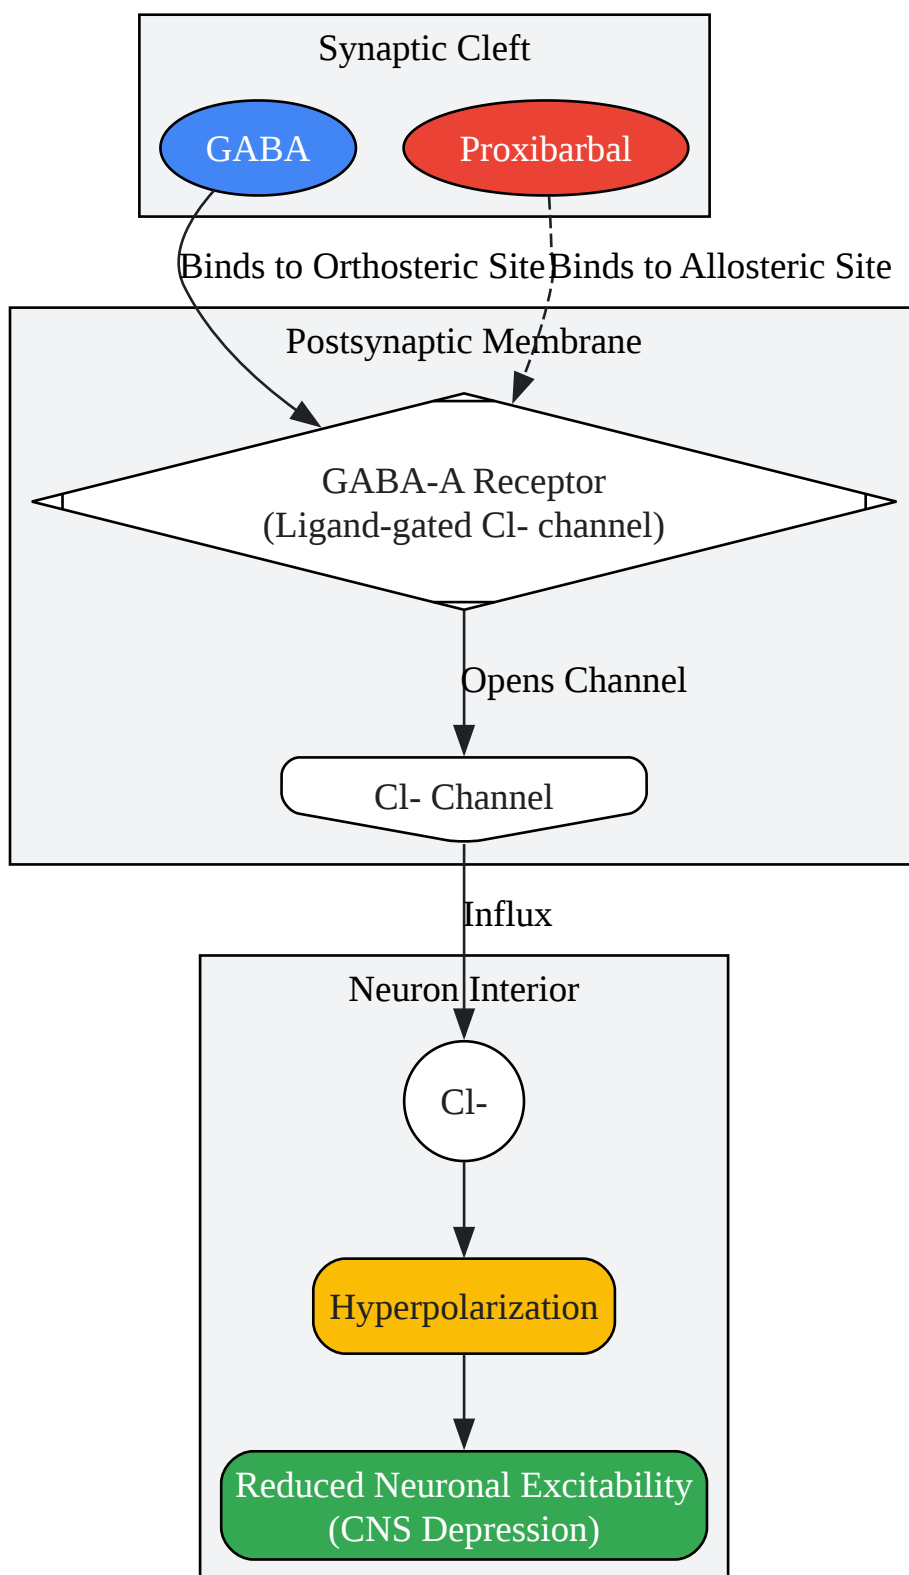 Synaptic Cleft
GABA
Proxibarbal
Binds to Orthosteric Site
Binds to Allosteric Site
Postsynaptic Membrane
GABA-A Receptor
(Ligand-gated Cl- channel)
Opens Channel
Cl- Channel
Influx
Neuron Interior
Cl-
Hyperpolarization
Reduced Neuronal Excitability
(CNS Depression)